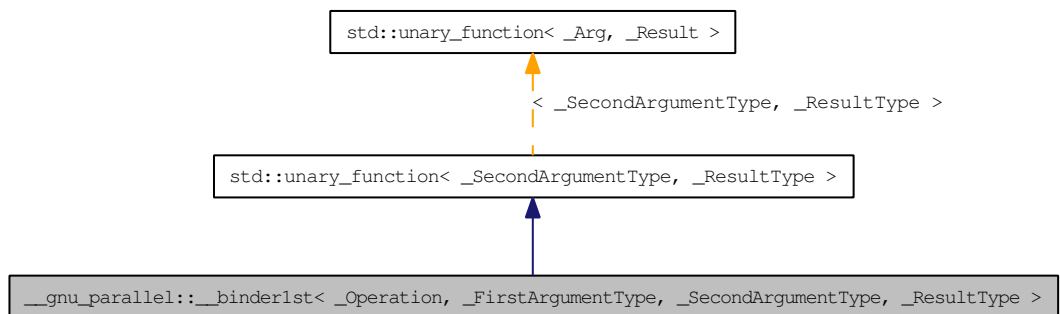 std::unary_function< _Arg, _Result >
< _SecondArgumentType, _ResultType >
std::unary_function< _SecondArgumentType, _ResultType >
__gnu_parallel::__binder1st< _Operation, _FirstArgumentType, _SecondArgumentType, _ResultType >